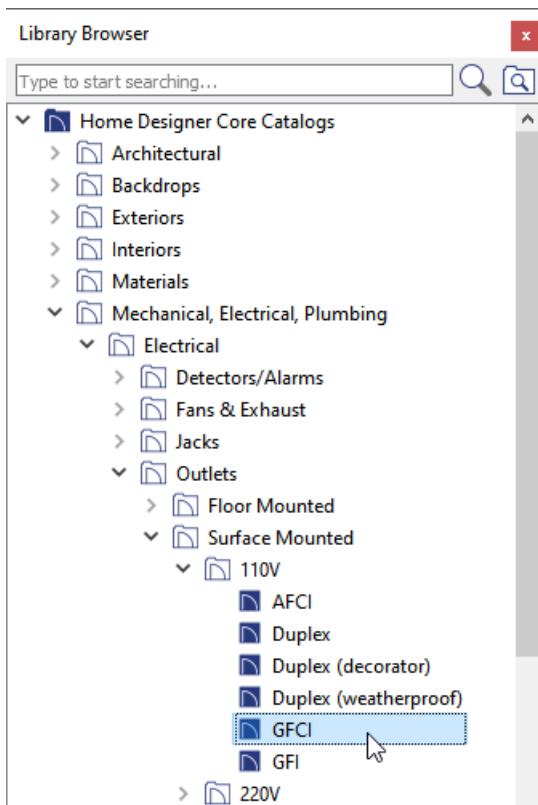 Library Browser
x
Type to start searching...
Home Designer Core Catalogs
Architectural
Backdrops
Exteriors
Interiors
Materials
Mechanical, Electrical, Plumbing
Electrical
Detectors/Alarms
Fans & Exhaust
Jacks
Outlets
Floor Mounted
Surface Mounted
110V
AFCI
Duplex
Duplex (decorator)
Duplex (weatherproof)
GFCI
GFI
220V